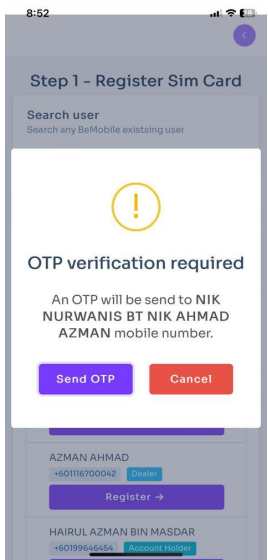 8:52
Step 1 - Register Sim Card
Search user
Search any BeMobile existsing user
!
OTP verification required
An OTP will be send to NIK
NURWANIS BT NIK AHMAD
AZMAN mobile number.
Send OTP
Cancel
AZMAN AHMAD
+601116700042 Dealer
Register →
HAIRUL AZMAN BIN MASDAR
+60199646454 Account Holder